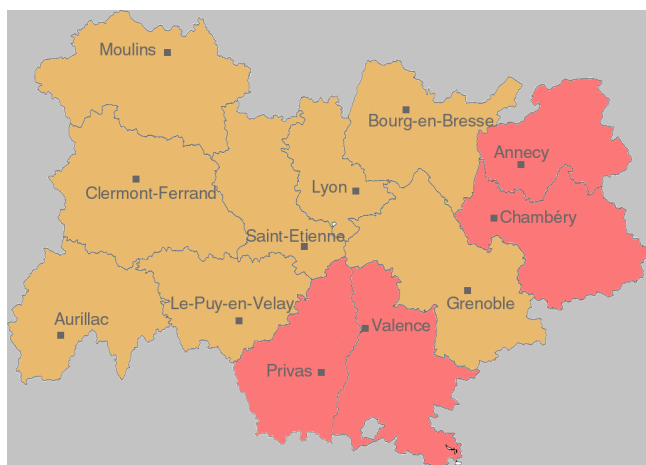 Moulins
Bourg-en-Bresse
Annecy
Clermont-Ferrand
Lyon
Chambéry
Saint-Etienne
Le-Puy-en-Velay
Grenoble
Aurillac
Valence
Privas